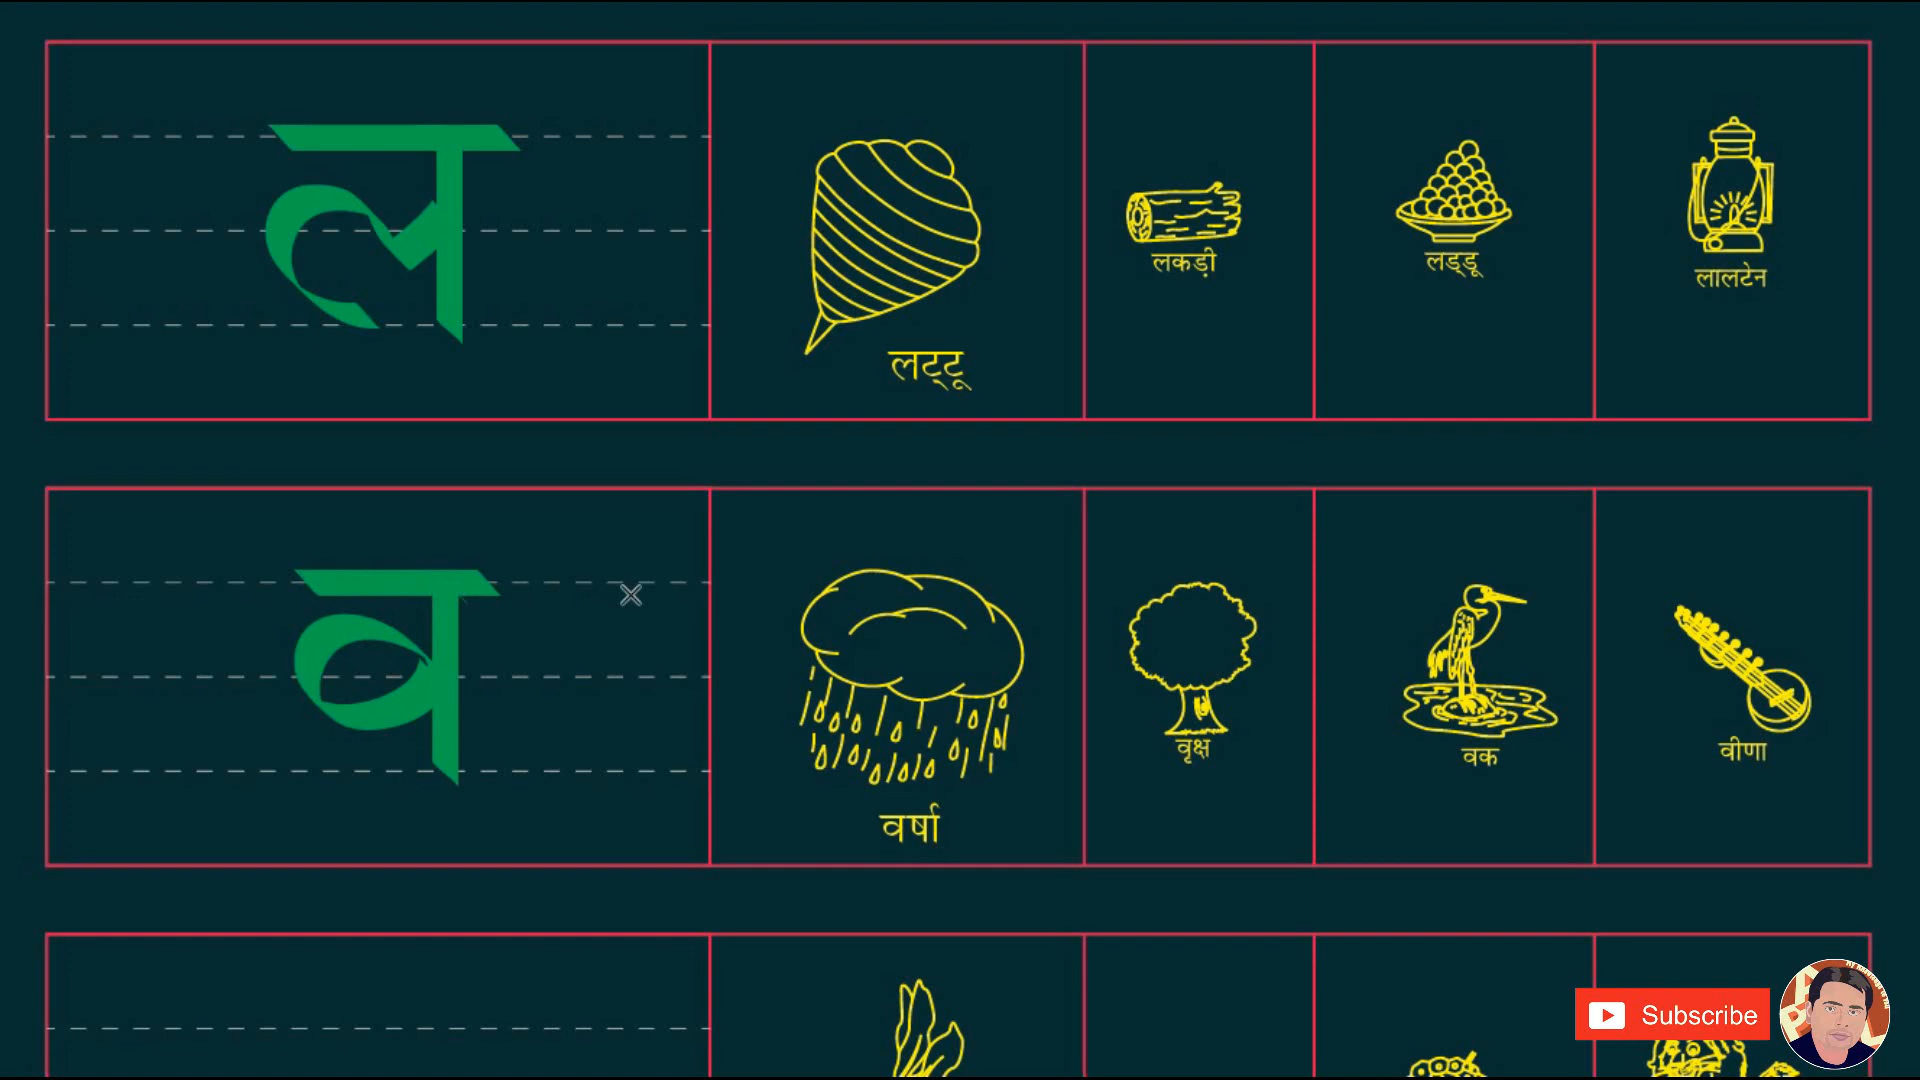 ल
लट्टू
लकड़ी
लड्डू
लालटेन
व
वर्षा
वृक्ष
वक
वीणा
Subscribe